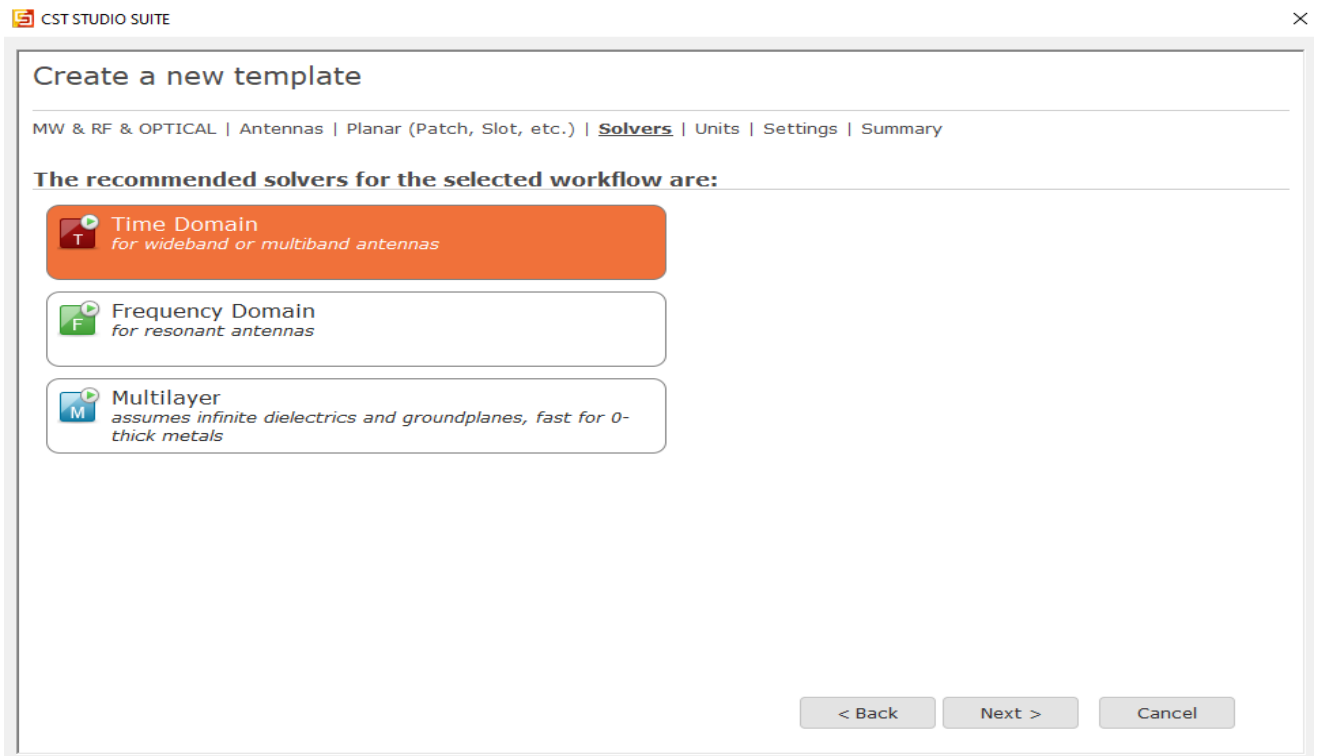 CST STUDIO SUITE
Create a new template
MW & RF & OPTICAL | Antennas | Planar (Patch, Slot, etc.) | Solvers | Units | Settings | Summary
The recommended solvers for the selected workflow are:
Time Domain
for wideband or multiband antennas
T
Frequency Domain
for resonant antennas
F
Multilayer
assumes infinite dielectrics and groundplanes, fast for 0-
thick metals
M
< Back Next > Cancel